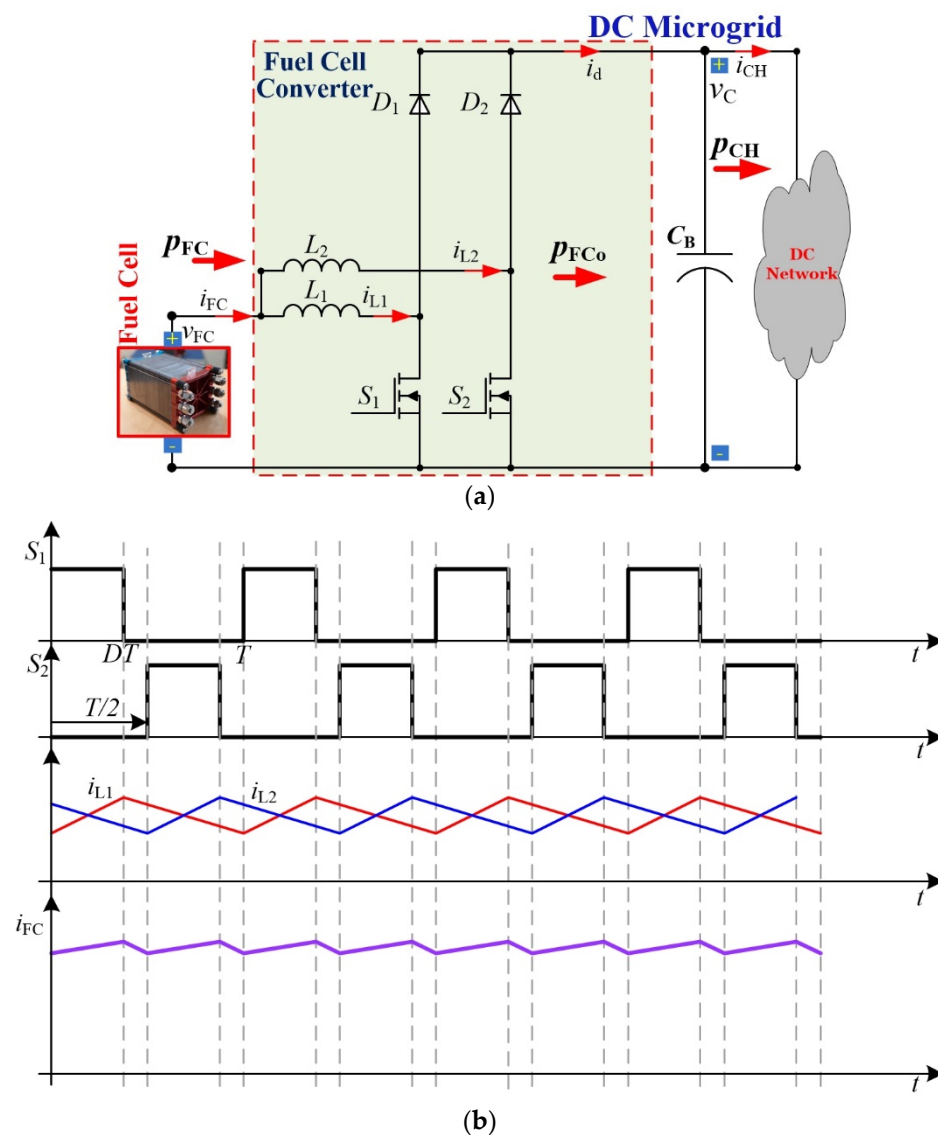 DC Microgrid
Fuel Cell
Converter
D1
D2
id
iCH
+
vC
pCH
pFC
L2
iL2
pFCo
CB
DC
Network
Fuel Cell
iFC
L1
iL1
vFC
+
S1
S2
-
-
(a)
S1
DT
T
t
S2
T/2
t
iL1
iL2
t
iFC
t
(b)